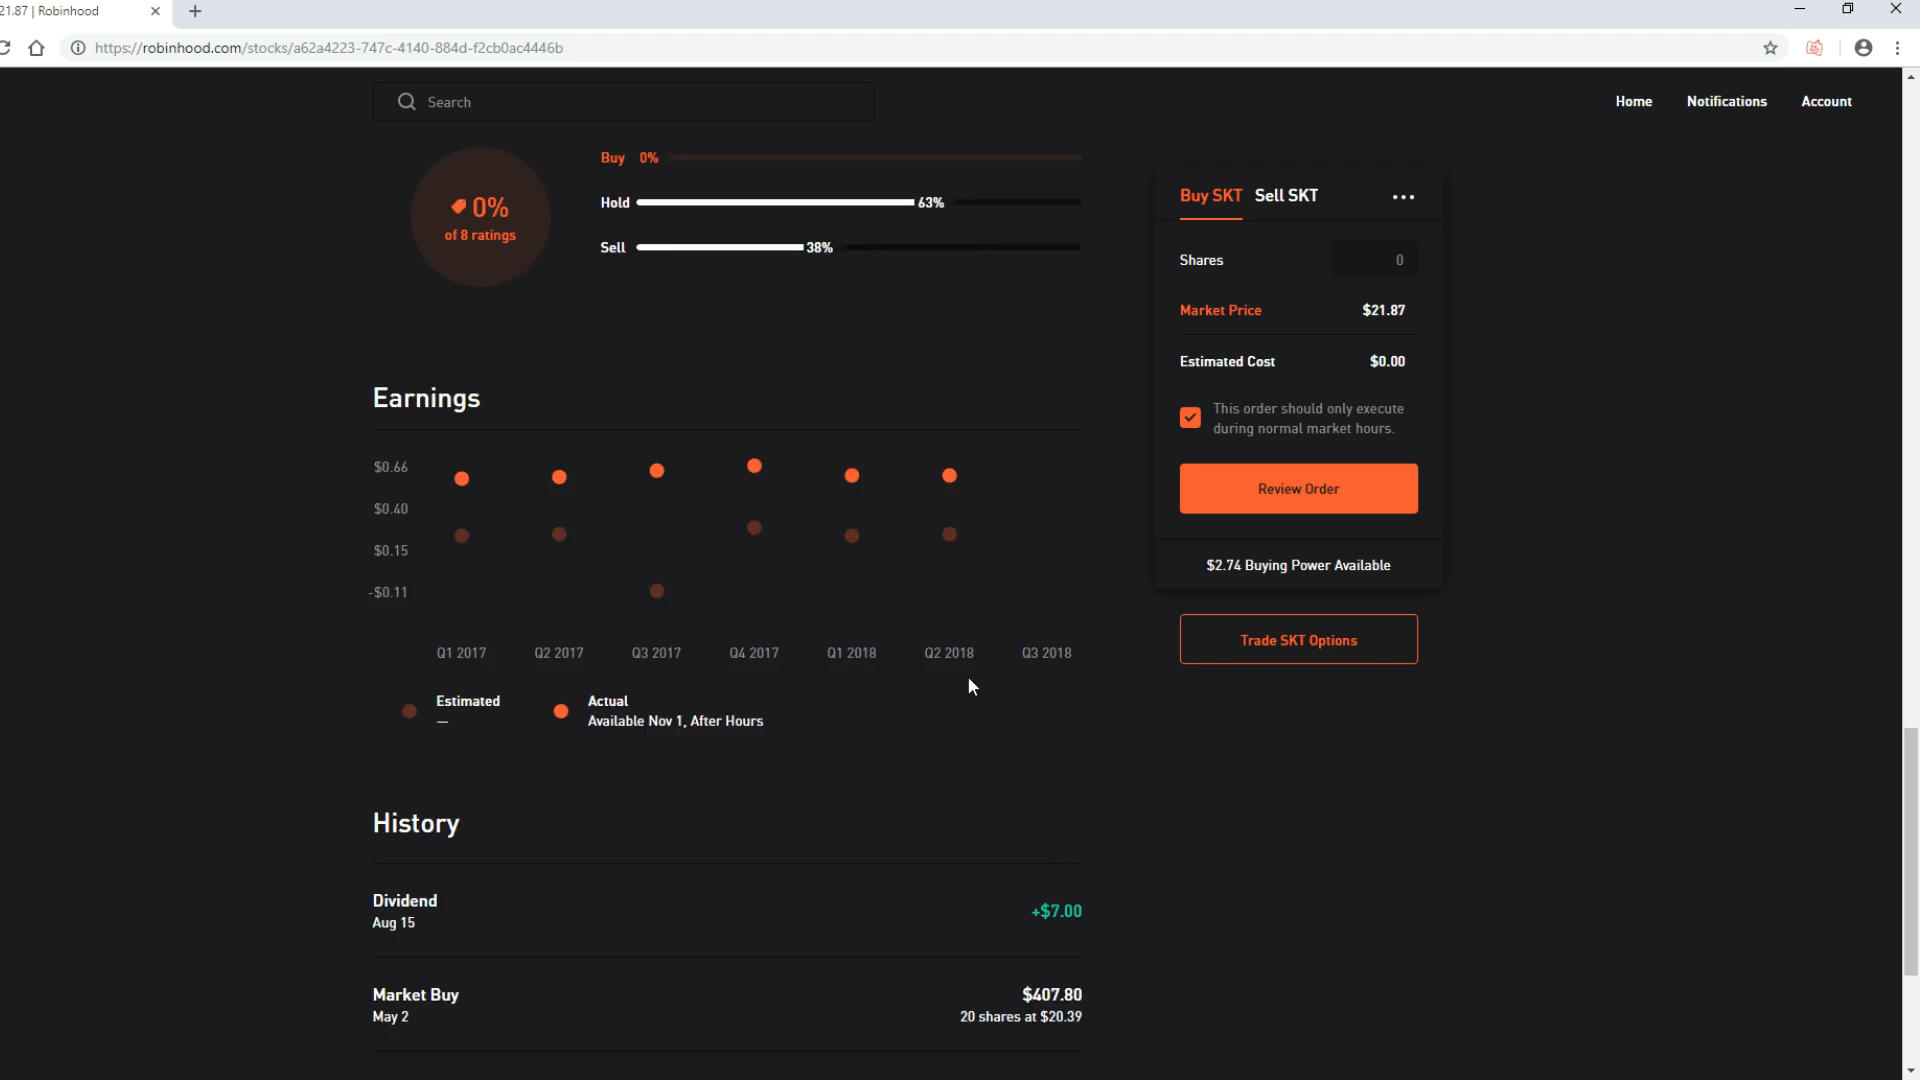 21.87 | Robinhood
https://robinhood.com/stocks/a62a4223-747c-4140-884d-f2cb0ac4446b
Search
Home Notifications Account
0%
of 8 ratings
Buy 0%
Hold 63%
Sell 38%
Buy SKT Sell SKT
Shares 0
Market Price $21.87
Estimated Cost $0.00
This order should only execute
during normal market hours.
Review Order
$2.74 Buying Power Available
Trade SKT Options
Earnings
$0.66
$0.40
$0.15
-$0.11
Q1 2017 Q2 2017 Q3 2017 Q4 2017 Q1 2018 Q2 2018 Q3 2018
Estimated
—
Actual
Available Nov 1, After Hours
History
Dividend
Aug 15
+$7.00
Market Buy
May 2
$407.80
20 shares at $20.39